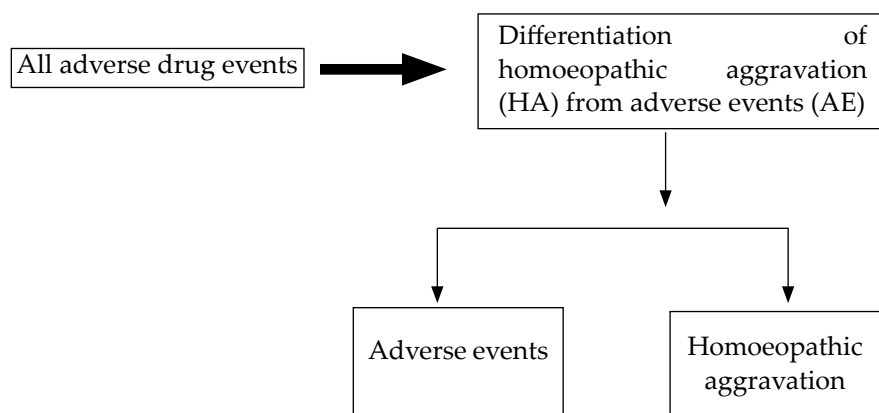 All adverse drug events
Differentiation of
homoeopathic aggravation
(HA) from adverse events (AE)
Adverse events
Homoeopathic
aggravation